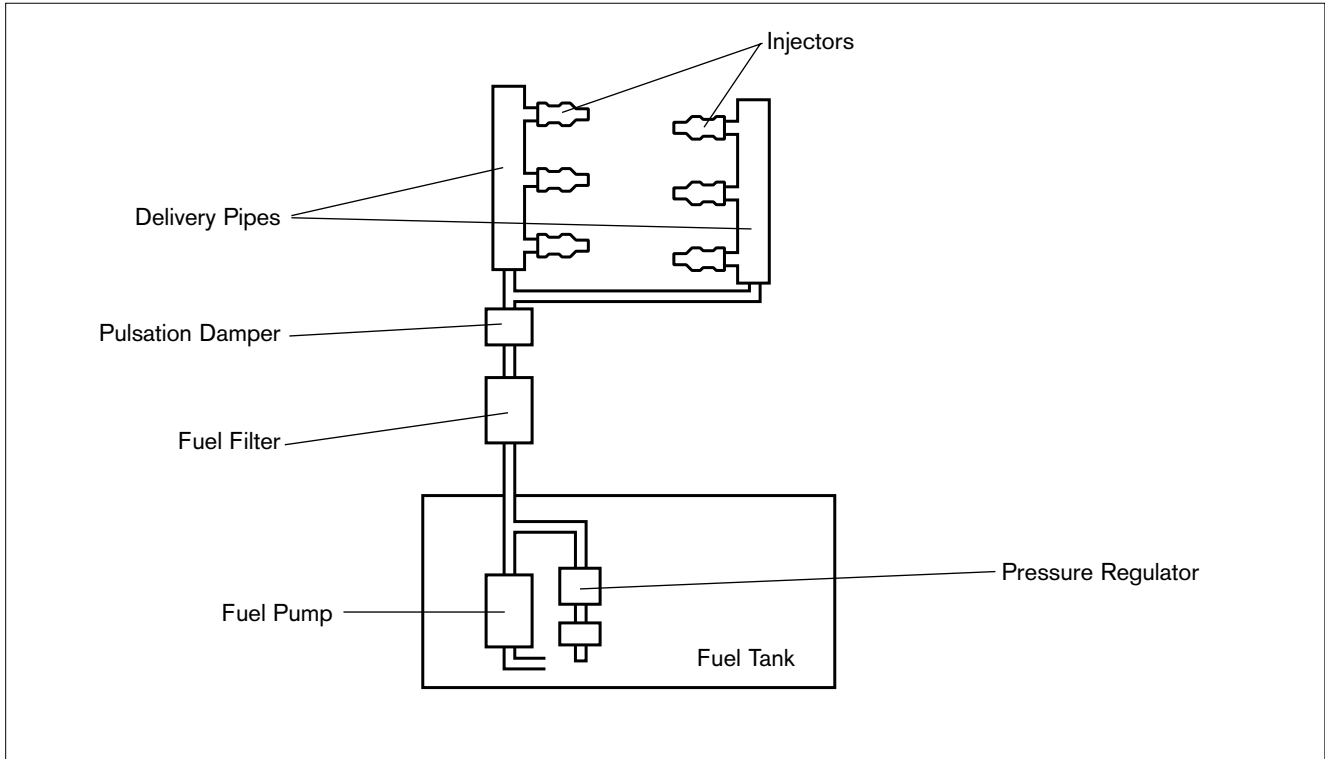 Injectors
Delivery Pipes
Pulsation Damper
Fuel Filter
Pressure Regulator
Fuel Pump
Fuel Tank